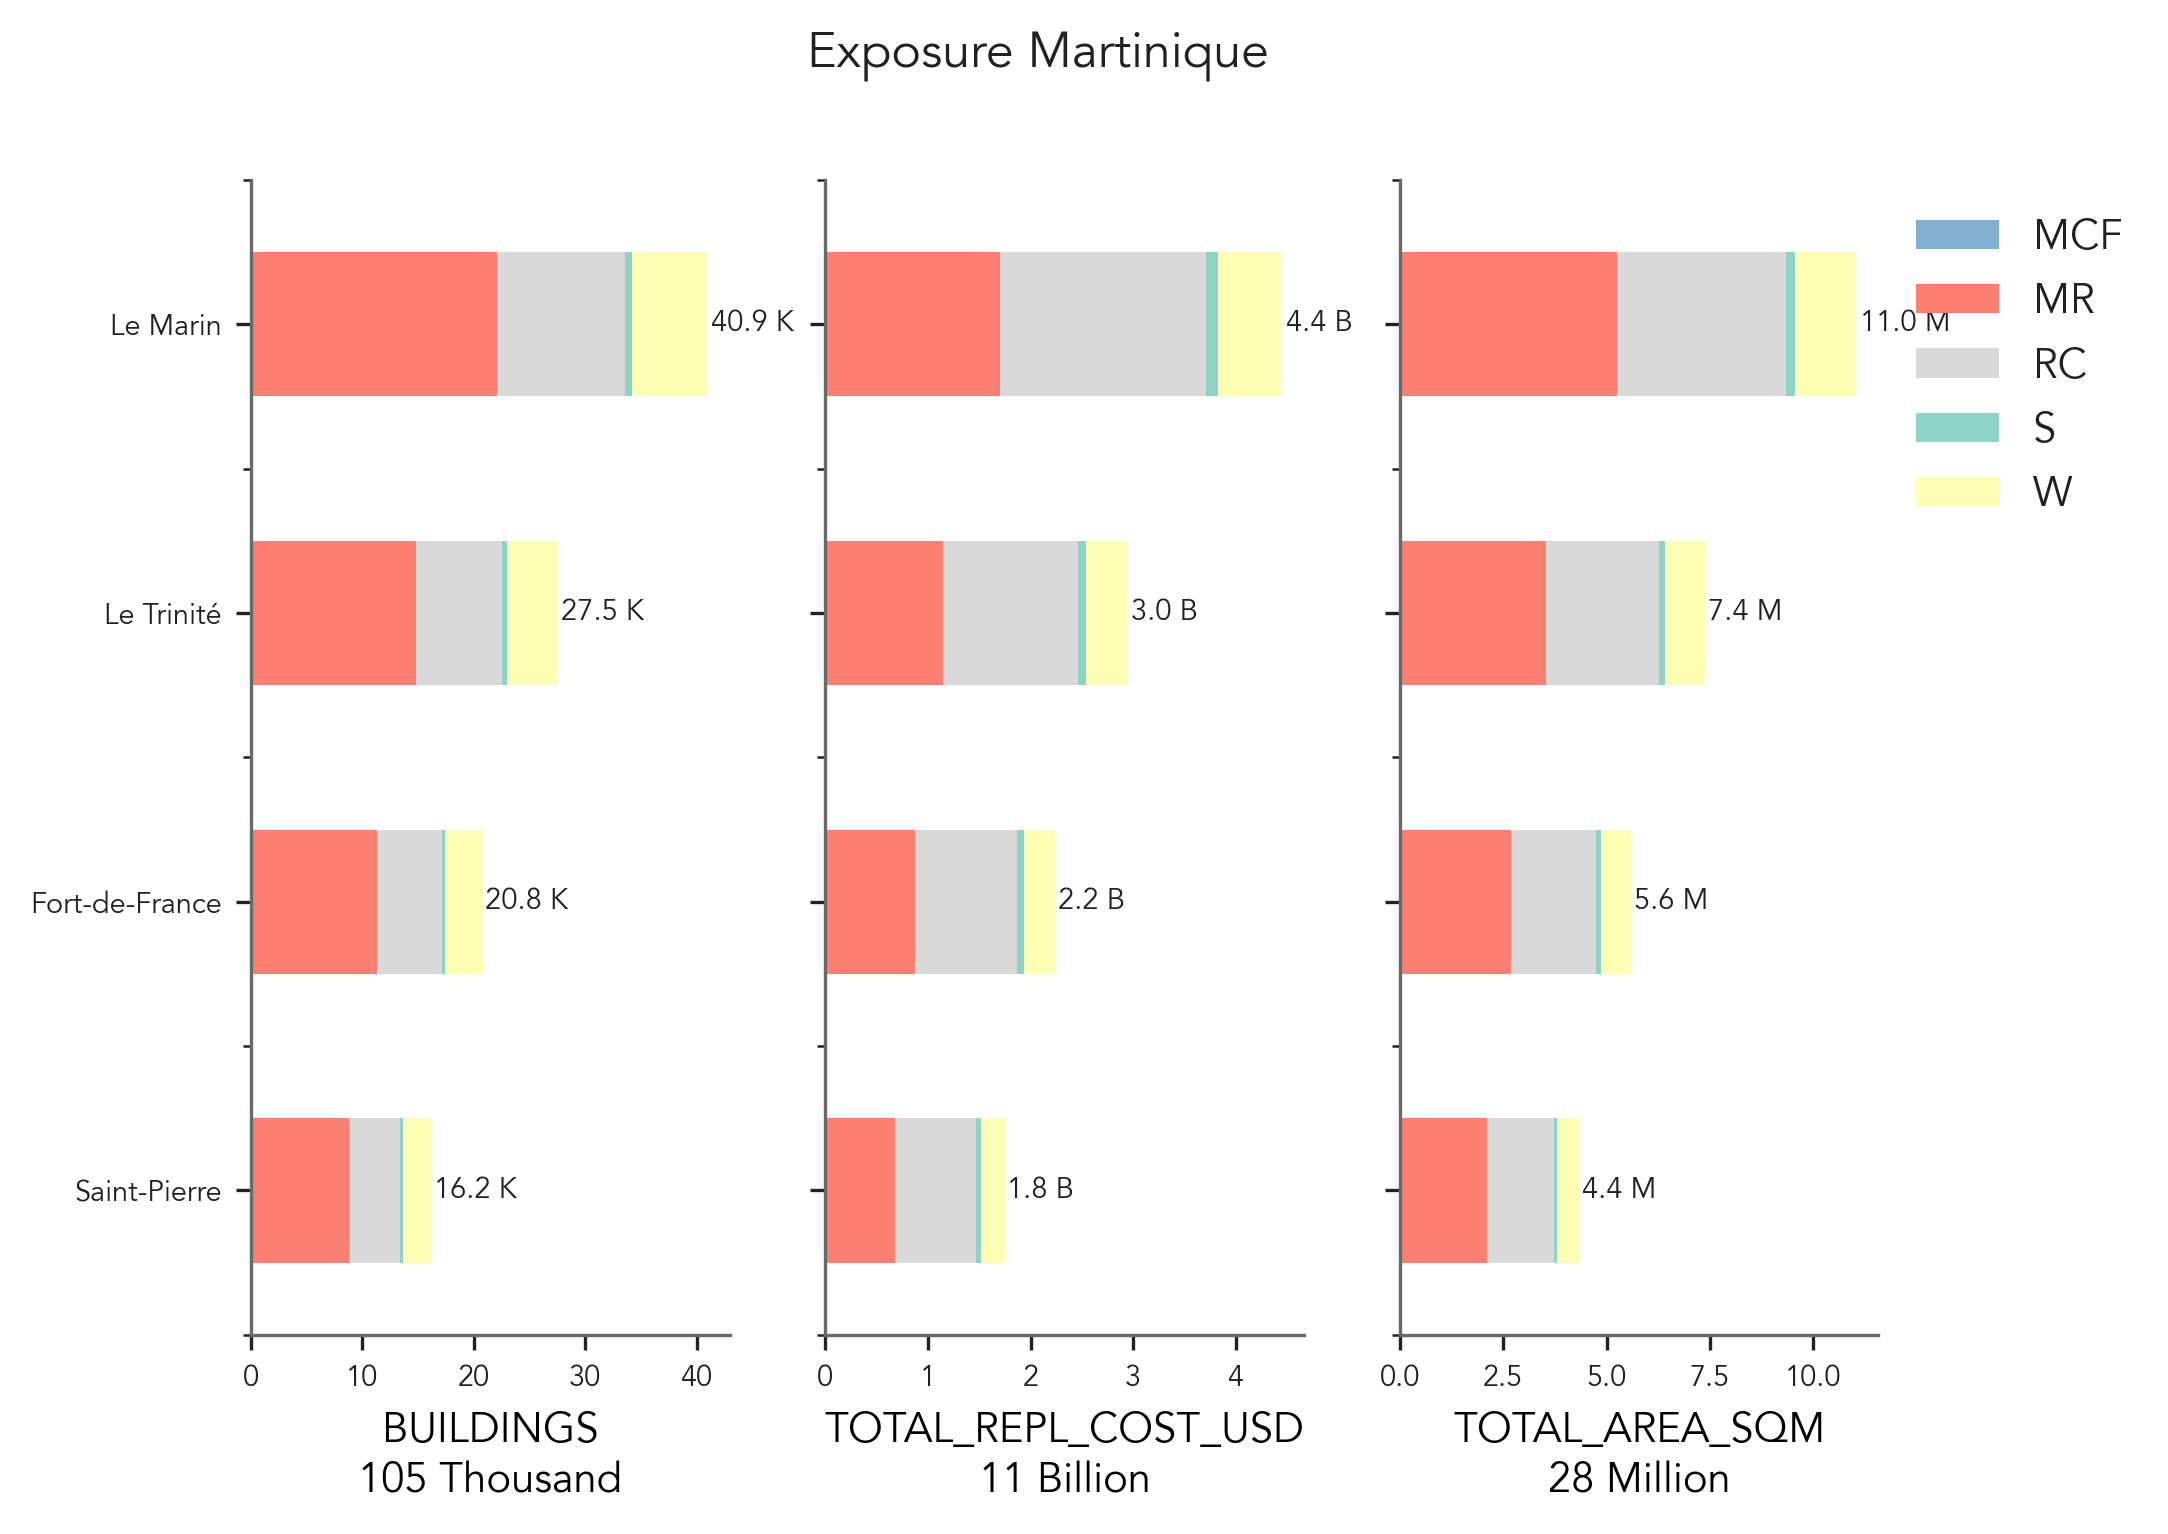 Exposure Martinique
Le Marin
40.9 K
4.4 B
11.0 M
Le Trinité
27.5 K
3.0 B
7.4 M
Fort-de-France
20.8 K
2.2 B
5.6 M
Saint-Pierre
16.2 K
1.8 B
4.4 M
MCF
MR
RC
S
W
0 10 20 30 40
BUILDINGS
105 Thousand
0 1 2 3 4
TOTAL_REPL_COST_USD
11 Billion
0.0 2.5 5.0 7.5 10.0
TOTAL_AREA_SQM
28 Million